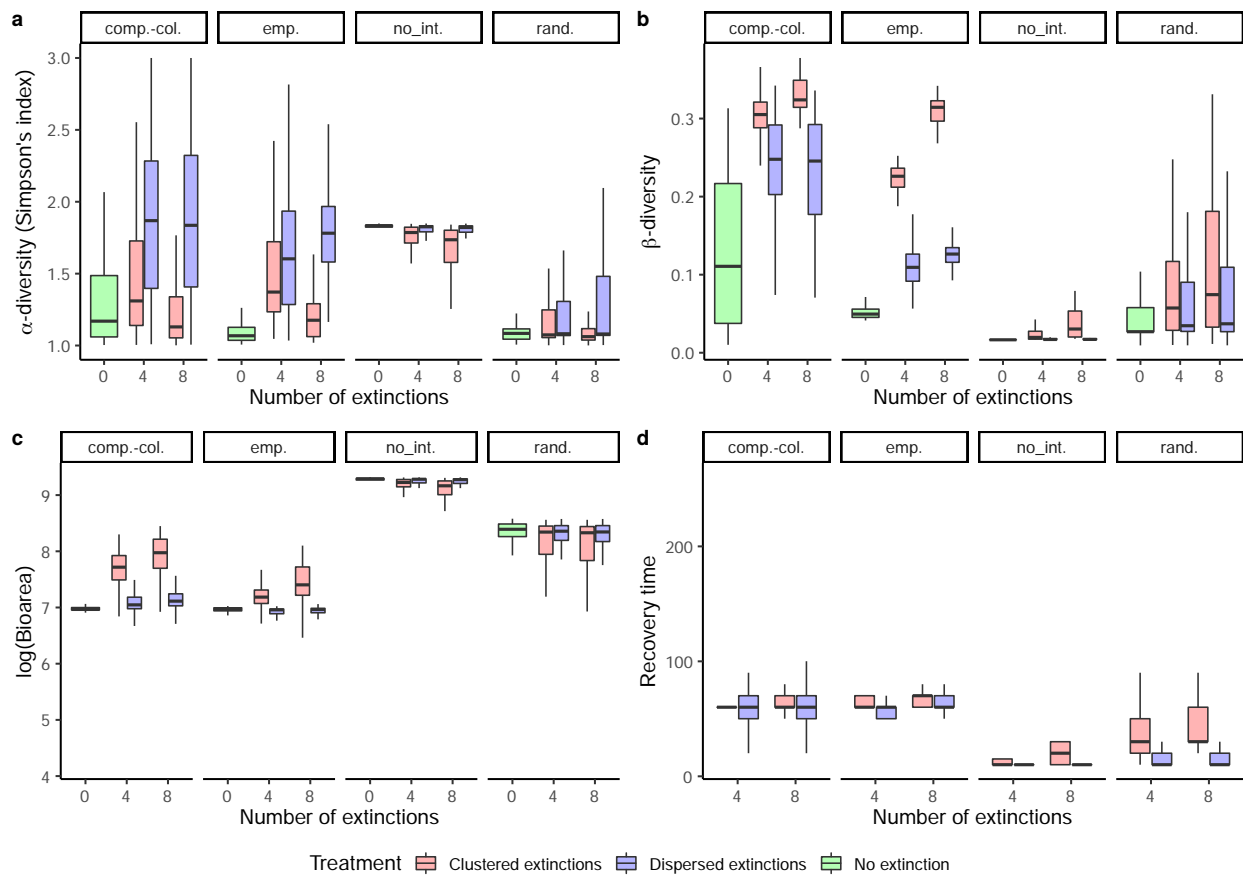 a
comp.-col. emp. no_int. rand.
α-diversity (Simpson's index)
3.0
2.5
2.0
1.5
1.0
0 4 8 0 4 8 0 4 8 0 4 8
Number of extinctions
b
comp.-col. emp. no_int. rand.
β-diversity
0.3
0.2
0.1
0.0
0 4 8 0 4 8 0 4 8 0 4 8
Number of extinctions
c
comp.-col. emp. no_int. rand.
log(Bioarea)
9
8
7
6
5
4
0 4 8 0 4 8 0 4 8 0 4 8
Number of extinctions
d
comp.-col. emp. no_int. rand.
Recovery time
200
100
0
4 8 4 8 4 8 4 8
Number of extinctions
Treatment Clustered extinctions Dispersed extinctions No extinction